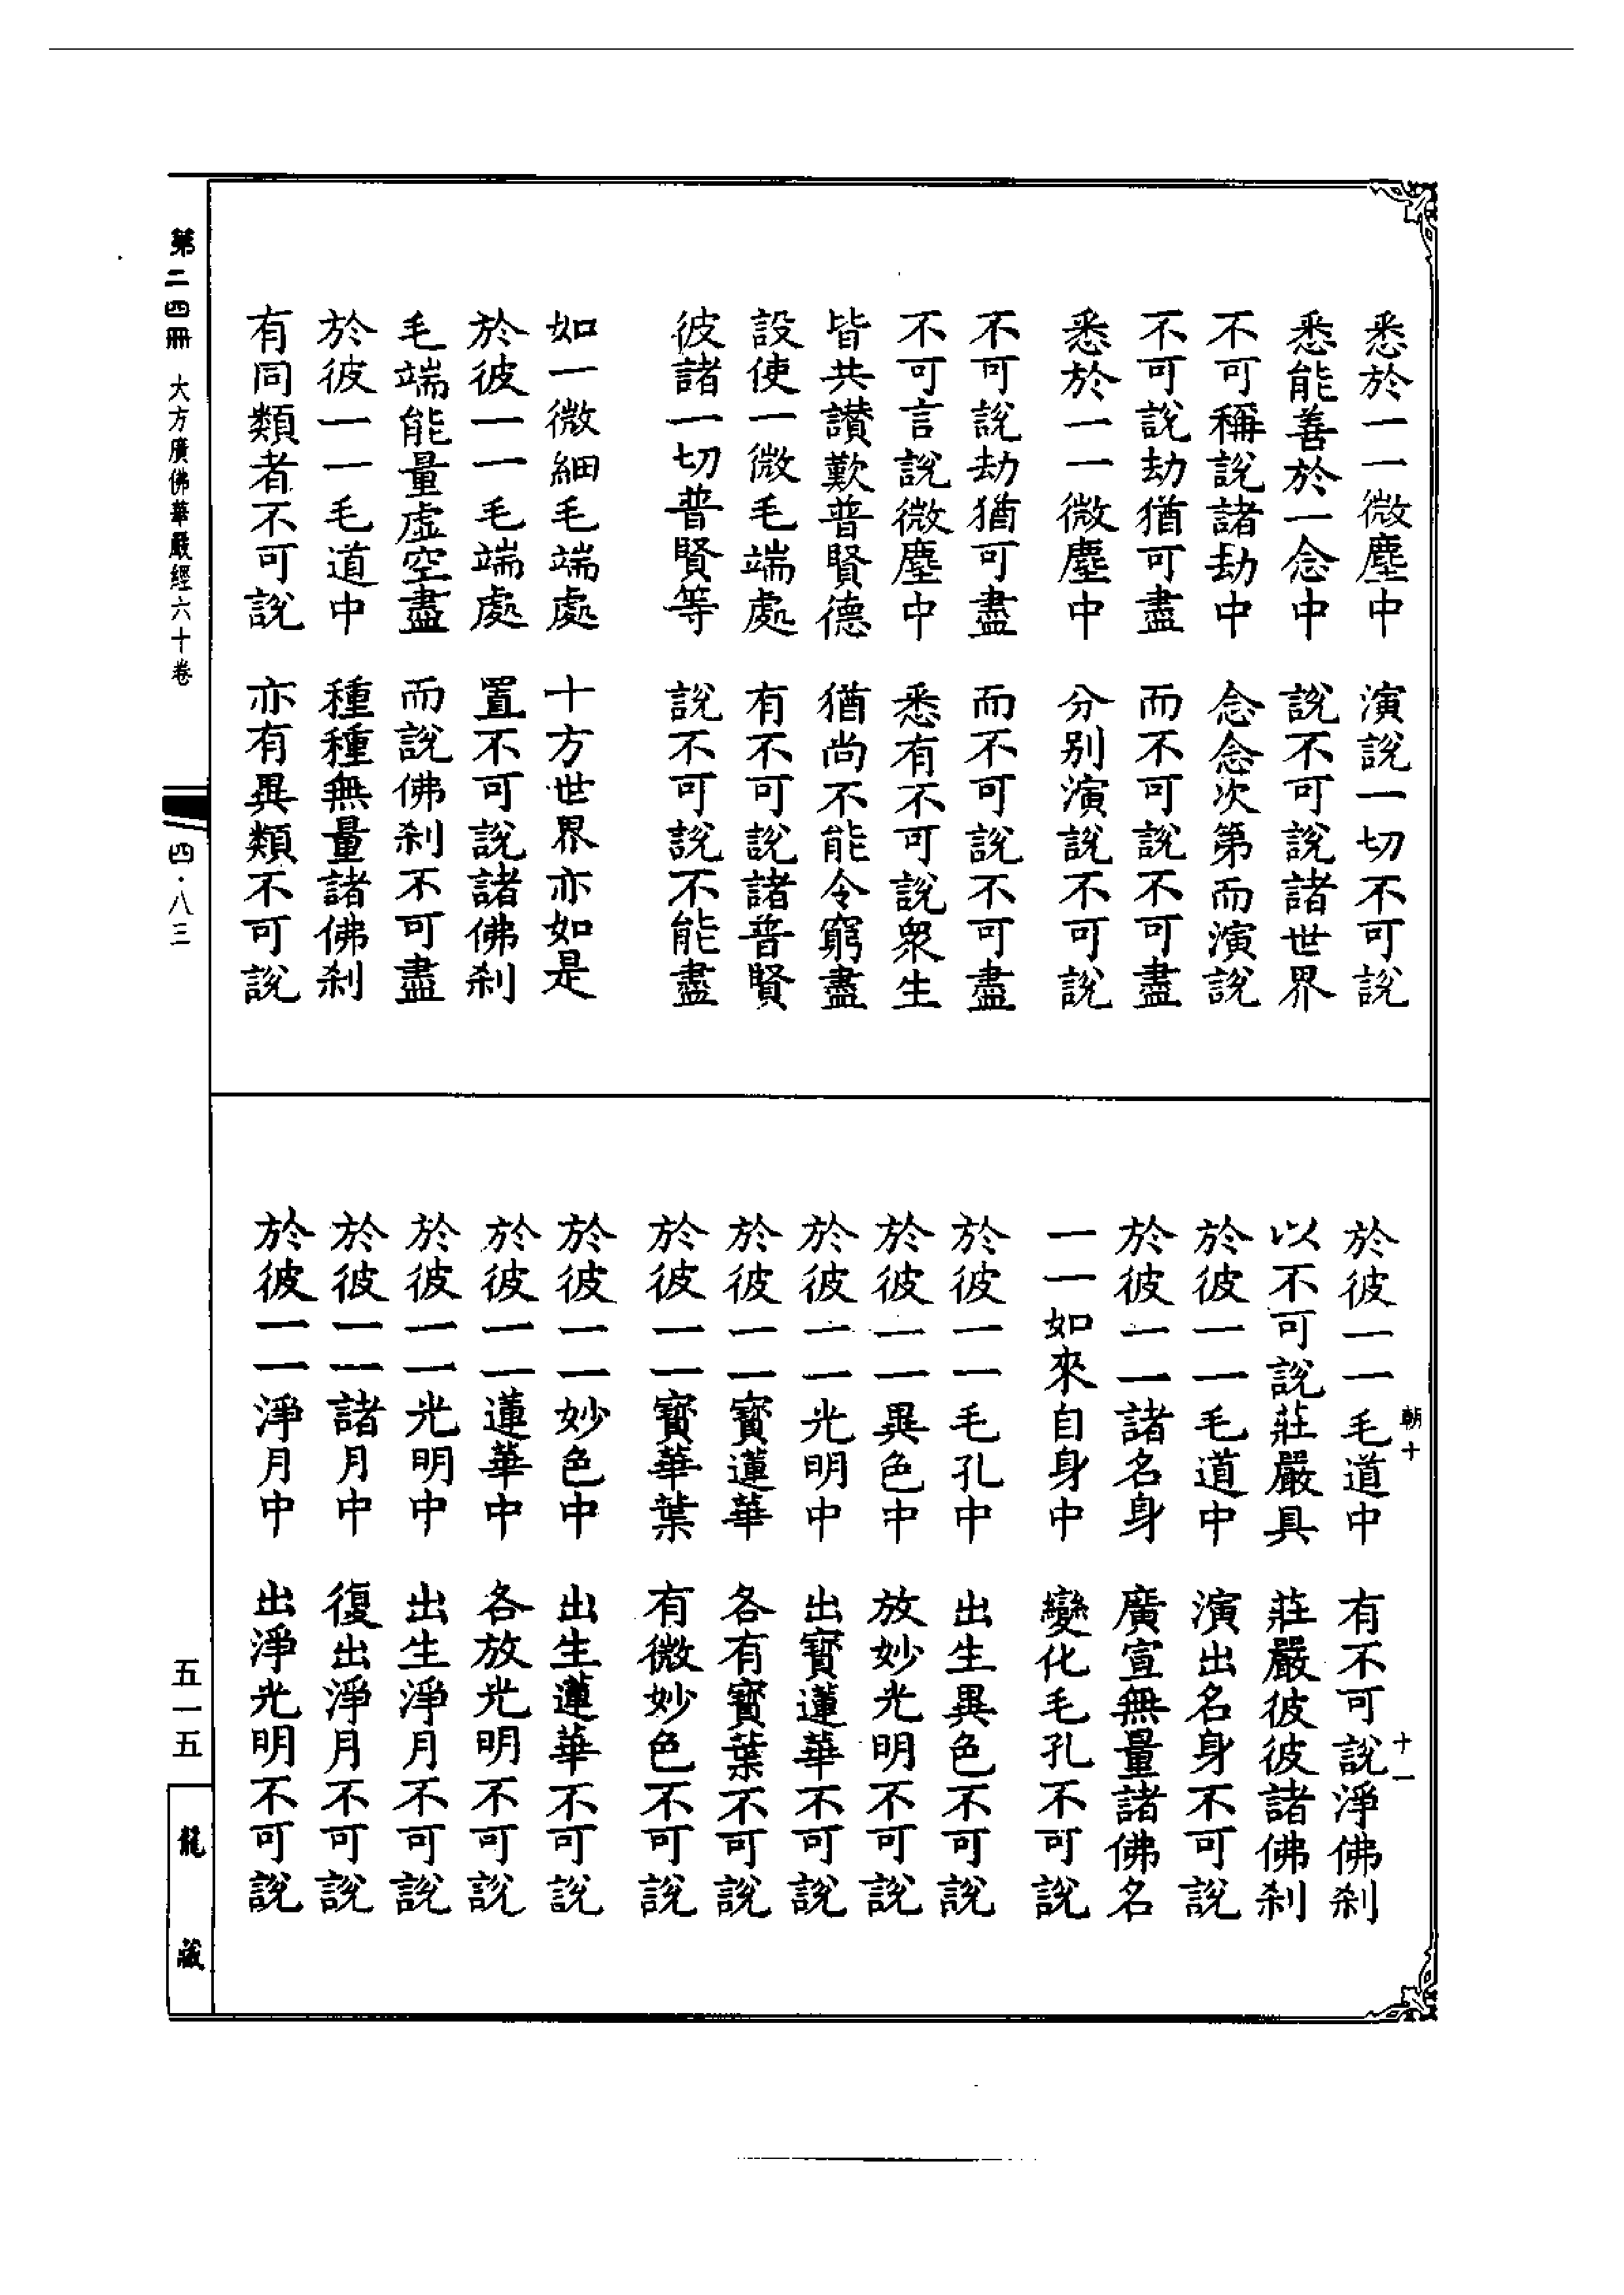 悉於一一微塵中　演說一切不可說
悉能善於一念中　說不可說諸世界
不可稱說諸劫中　念念次第而演說
不可說劫猶可盡　而不可說不可盡
悉於一一微塵中　分别演說不可說
不可說劫猶可盡　而不可說不可盡
不可言說微塵中　悉有不可說衆生
皆共讃歎普賢德　猶尚不能令窮盡
設使一微毛端處　有不可說諸普賢
彼諸一切普賢等　說不可說不能盡
如一微細毛端處　十方世界亦如是
於彼一一毛端處　置不可說諸佛刹
毛端能量虛空盡　而說佛刹不可盡
於彼一一毛道中　種種無量諸佛刹
有同類者不可說　亦有異類不可說
於彼一一毛道中　有不可說淨佛刹
以不可說莊嚴具　莊嚴彼彼諸佛刹
於彼一一毛道中　演出名身不可說
於彼一一諸名身　廣宣無量諸佛名
一一如來自身中　變化毛孔不可說
於彼一一毛孔中　出生異色不可說
於彼一一異色中　放妙光明不可說
於彼一一光明中　出寶蓮華不可說
於彼一一寶蓮華　各有寶葉不可說
於彼一一寶華葉　有微妙色不可說
於彼一一妙色中　出生蓮華不可說
於彼一一蓮華中　各放光明不可說
於彼一一光明中　出生淨月不可說
於彼一一諸月中　復出淨月不可說
於彼一一淨月中　出淨光明不可說
朝十　十一
第二四冊　大方廣佛華嚴經六十卷　四·八三　五一五
龍藏